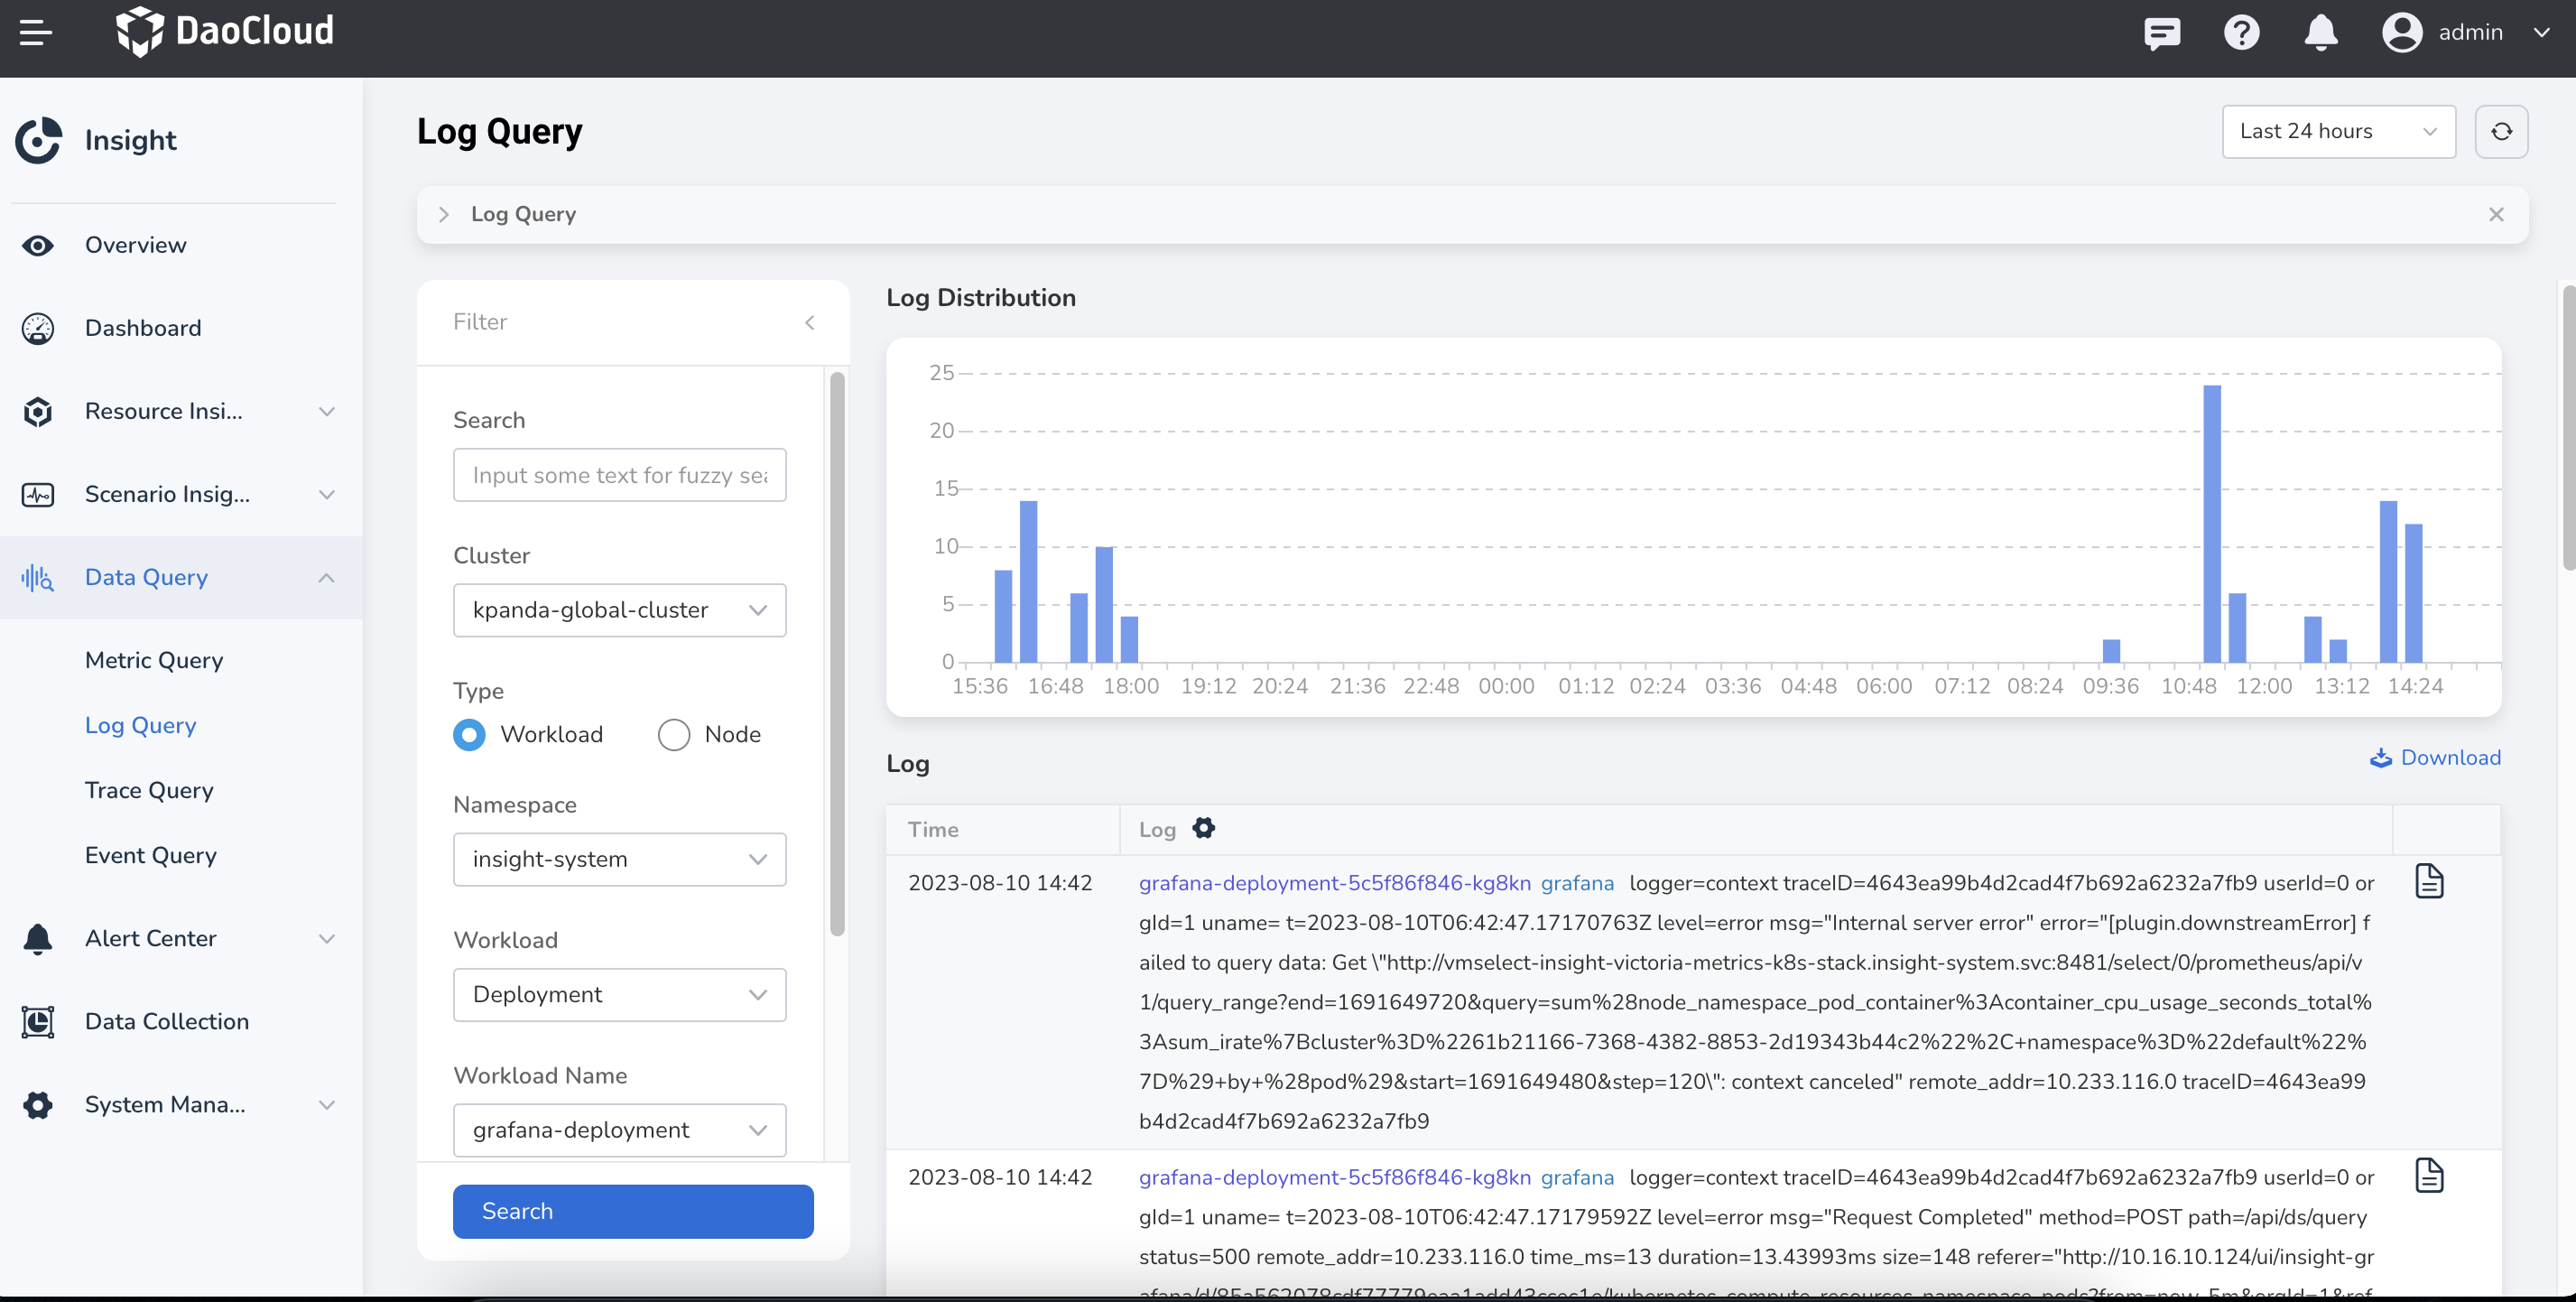 DaoCloud
admin
Insight
Overview
Dashboard
Resource Insi...
Scenario Insig...
Data Query
Metric Query
Log Query
Trace Query
Event Query
Alert Center
Data Collection
System Mana...
Log Query
Last 24 hours
Log Query
Filter
Search
Input some text for fuzzy sea
Cluster
kpanda-global-cluster
Type
Workload Node
Namespace
insight-system
Workload
Deployment
Workload Name
grafana-deployment
Search
Log Distribution
25
20
15
10
5
0
15:36 16:48 18:00 19:12 20:24 21:36 22:48 00:00 01:12 02:24 03:36 04:48 06:00 07:12 08:24 09:36 10:48 12:00 13:12 14:24
Log
Download
Time Log
2023-08-10 14:42 grafana-deployment-5c5f86f846-kg8kn grafana logger=context traceID=4643ea99b4d2cad4f7b692a6232a7fb9 userId=0 or
gId=1 uname= t=2023-08-10T06:42:47.17170763Z level=error msg="Internal server error" error="[plugin.downstreamError] f
ailed to query data: Get \"http://vmselect-insight-victoria-metrics-k8s-stack.insight-system.svc:8481/select/0/prometheus/api/v
1/query_range?end=1691649720&query=sum%28node_namespace_pod_container%3Acontainer_cpu_usage_seconds_total%
3Asum_irate%7Bcluster%3D%2261b21166-7368-4382-8853-2d19343b44c2%22%2C+namespace%3D%22default%22%
7D%29+by+%28pod%29&start=1691649480&step=120\": context canceled" remote_addr=10.233.116.0 traceID=4643ea99
b4d2cad4f7b692a6232a7fb9
2023-08-10 14:42 grafana-deployment-5c5f86f846-kg8kn grafana logger=context traceID=4643ea99b4d2cad4f7b692a6232a7fb9 userId=0 or
gId=1 uname= t=2023-08-10T06:42:47.17179592Z level=error msg="Request Completed" method=POST path=/api/ds/query
status=500 remote_addr=10.233.116.0 time_ms=13 duration=13.43993ms size=148 referer="http://10.16.10.124/ui/insight-gr